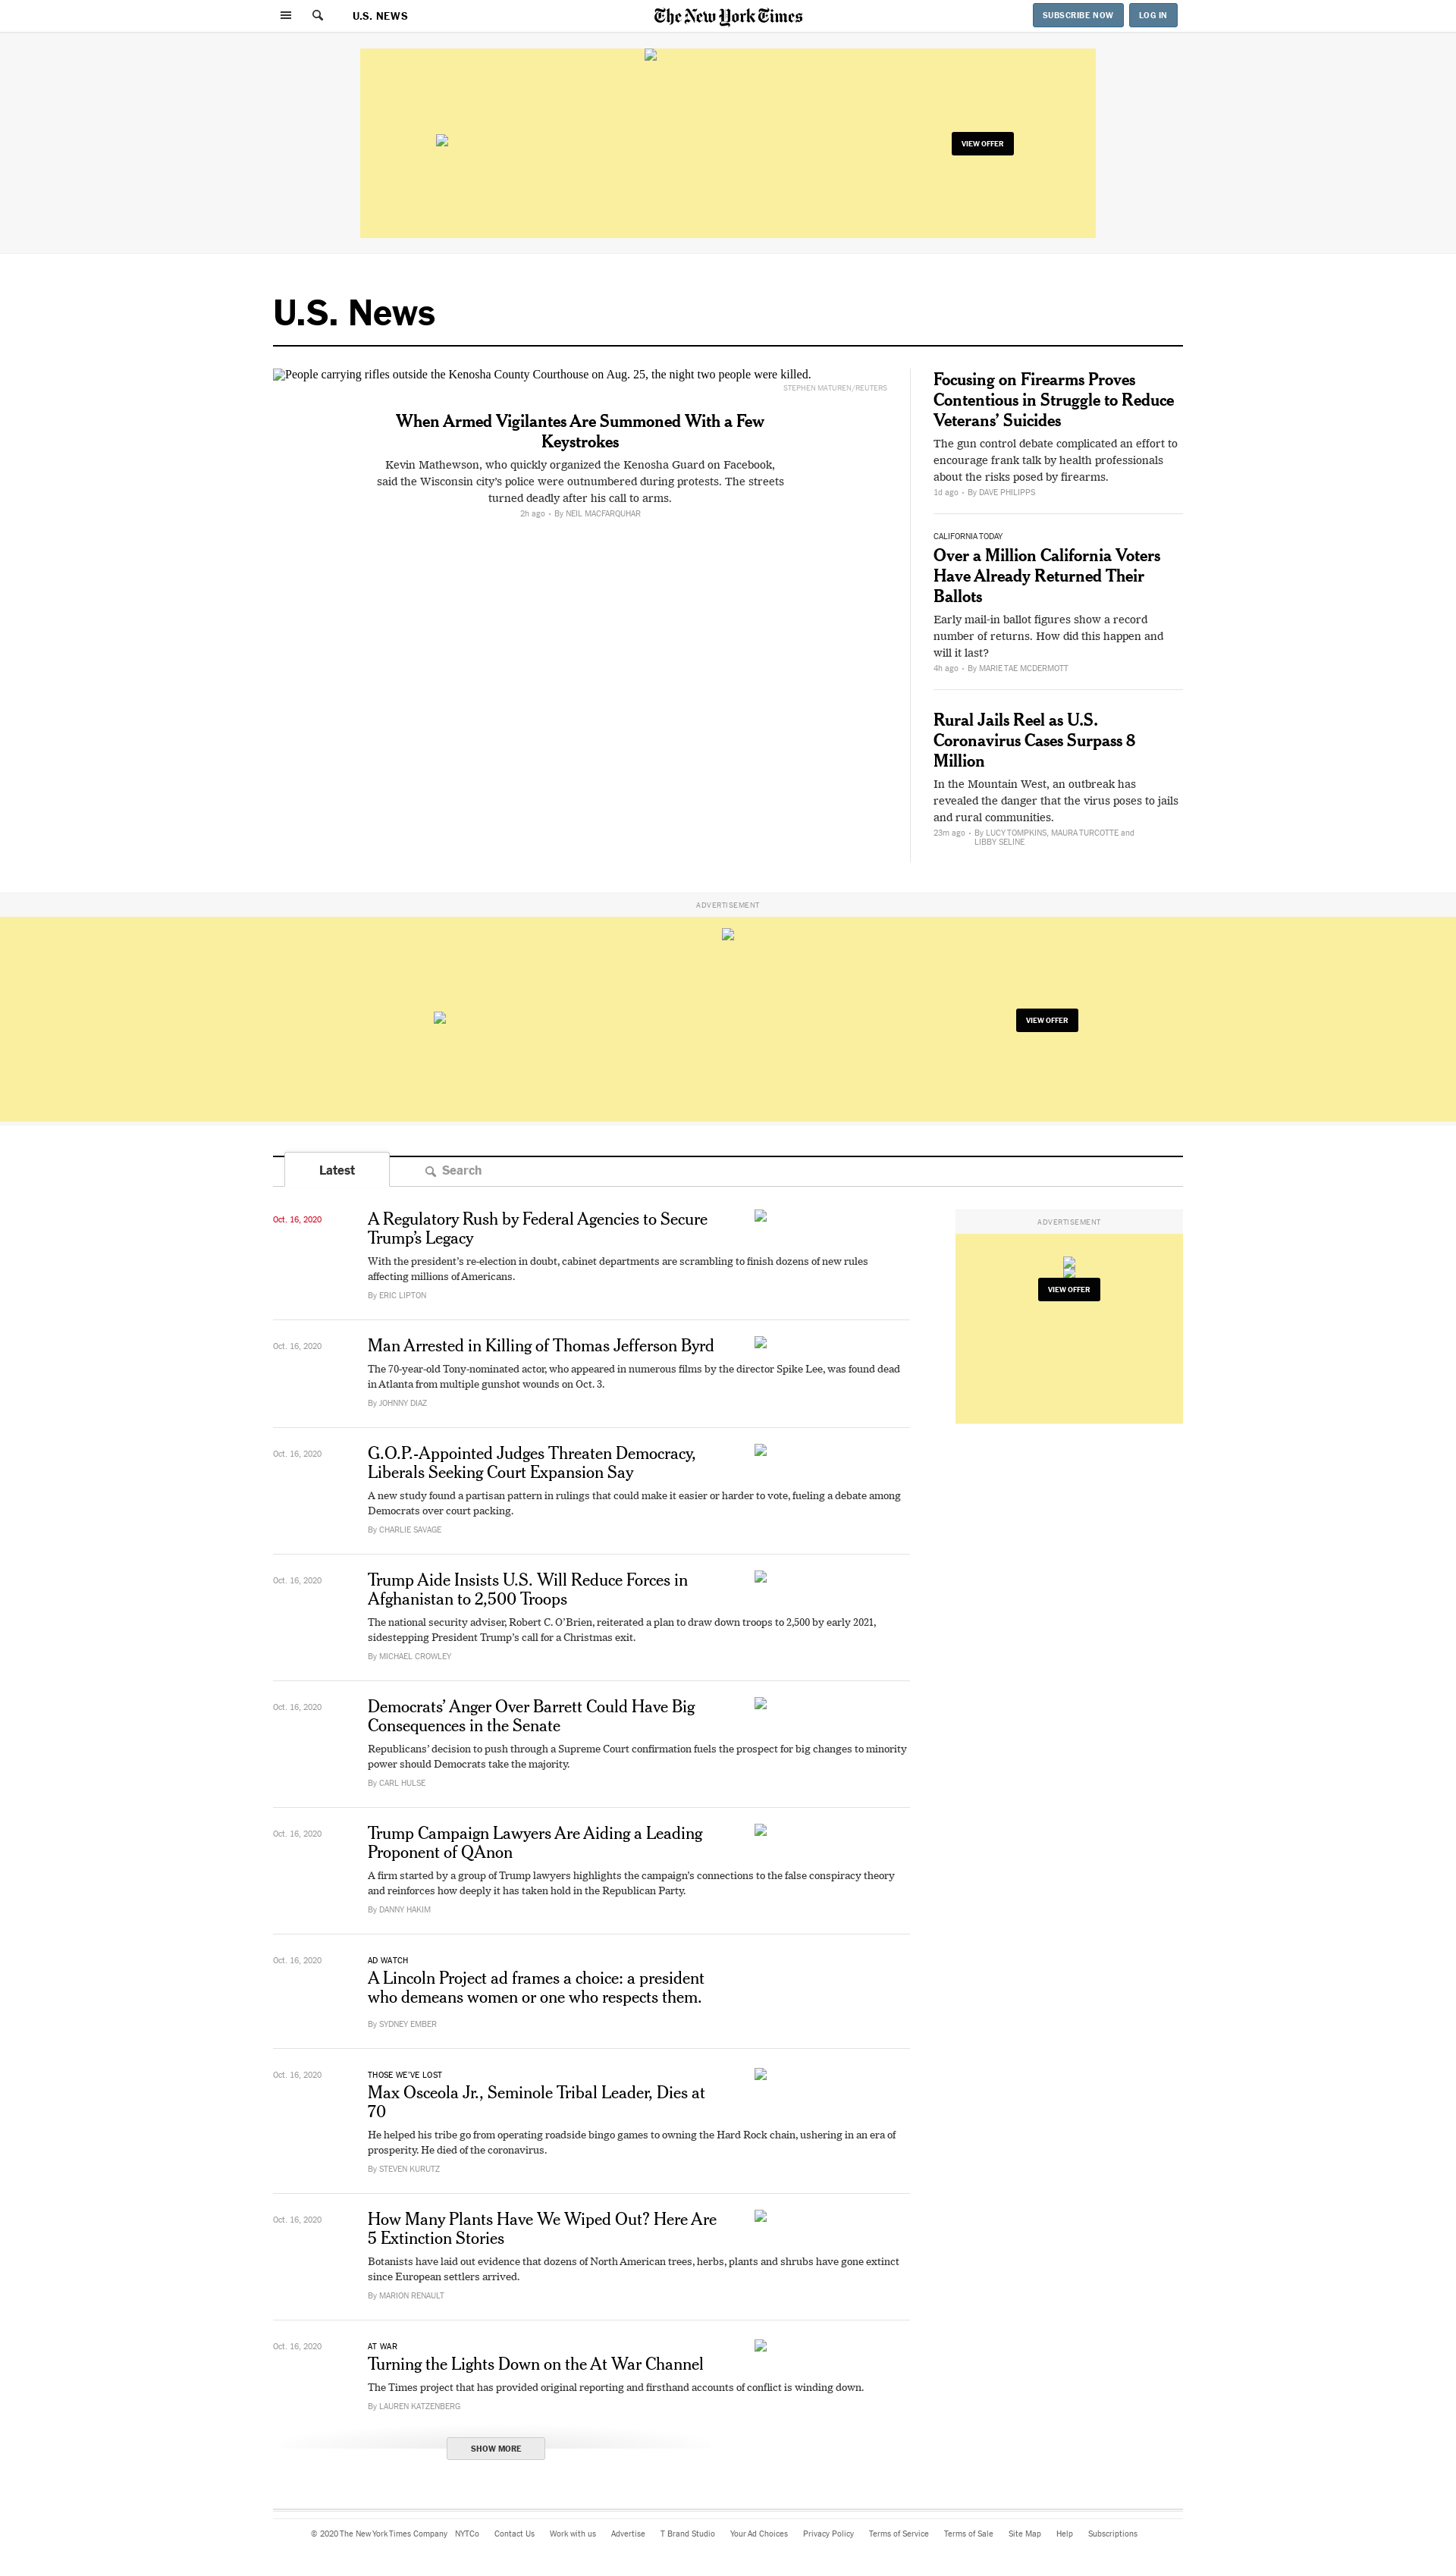 U.S. NEWS
The New York Times
SUBSCRIBE NOW
LOG IN
VIEW OFFER
U.S. News
People carrying rifles outside the Kenosha County Courthouse on Aug. 25, the night two people were killed.
STEPHEN MATUREN/REUTERS
When Armed Vigilantes Are Summoned With a Few
Keystrokes
Kevin Mathewson, who quickly organized the Kenosha Guard on Facebook,
said the Wisconsin city’s police were outnumbered during protests. The streets
turned deadly after his call to arms.
2h ago • By NEIL MACFARQUHAR
Focusing on Firearms Proves
Contentious in Struggle to Reduce
Veterans’ Suicides
The gun control debate complicated an effort to
encourage frank talk by health professionals
about the risks posed by firearms.
1d ago • By DAVE PHILIPPS
CALIFORNIA TODAY
Over a Million California Voters
Have Already Returned Their
Ballots
Early mail-in ballot figures show a record
number of returns. How did this happen and
will it last?
4h ago • By MARIE TAE MCDERMOTT
Rural Jails Reel as U.S.
Coronavirus Cases Surpass 8
Million
In the Mountain West, an outbreak has
revealed the danger that the virus poses to jails
and rural communities.
23m ago • By LUCY TOMPKINS, MAURA TURCOTTE and
LIBBY SELINE
ADVERTISEMENT
VIEW OFFER
Latest
Search
Oct. 16, 2020
A Regulatory Rush by Federal Agencies to Secure
Trump’s Legacy
With the president’s re-election in doubt, cabinet departments are scrambling to finish dozens of new rules
affecting millions of Americans.
By ERIC LIPTON
ADVERTISEMENT
VIEW OFFER
Oct. 16, 2020
Man Arrested in Killing of Thomas Jefferson Byrd
The 70-year-old Tony-nominated actor, who appeared in numerous films by the director Spike Lee, was found dead
in Atlanta from multiple gunshot wounds on Oct. 3.
By JOHNNY DIAZ
Oct. 16, 2020
G.O.P.-Appointed Judges Threaten Democracy,
Liberals Seeking Court Expansion Say
A new study found a partisan pattern in rulings that could make it easier or harder to vote, fueling a debate among
Democrats over court packing.
By CHARLIE SAVAGE
Oct. 16, 2020
Trump Aide Insists U.S. Will Reduce Forces in
Afghanistan to 2,500 Troops
The national security adviser, Robert C. O’Brien, reiterated a plan to draw down troops to 2,500 by early 2021,
sidestepping President Trump’s call for a Christmas exit.
By MICHAEL CROWLEY
Oct. 16, 2020
Democrats’ Anger Over Barrett Could Have Big
Consequences in the Senate
Republicans’ decision to push through a Supreme Court confirmation fuels the prospect for big changes to minority
power should Democrats take the majority.
By CARL HULSE
Oct. 16, 2020
Trump Campaign Lawyers Are Aiding a Leading
Proponent of QAnon
A firm started by a group of Trump lawyers highlights the campaign’s connections to the false conspiracy theory
and reinforces how deeply it has taken hold in the Republican Party.
By DANNY HAKIM
Oct. 16, 2020
AD WATCH
A Lincoln Project ad frames a choice: a president
who demeans women or one who respects them.
By SYDNEY EMBER
Oct. 16, 2020
THOSE WE’VE LOST
Max Osceola Jr., Seminole Tribal Leader, Dies at
70
He helped his tribe go from operating roadside bingo games to owning the Hard Rock chain, ushering in an era of
prosperity. He died of the coronavirus.
By STEVEN KURUTZ
Oct. 16, 2020
How Many Plants Have We Wiped Out? Here Are
5 Extinction Stories
Botanists have laid out evidence that dozens of North American trees, herbs, plants and shrubs have gone extinct
since European settlers arrived.
By MARION RENAULT
Oct. 16, 2020
AT WAR
Turning the Lights Down on the At War Channel
The Times project that has provided original reporting and firsthand accounts of conflict is winding down.
By LAUREN KATZENBERG
SHOW MORE
© 2020 The New York Times Company NYTCo Contact Us Work with us Advertise T Brand Studio Your Ad Choices Privacy Policy Terms of Service Terms of Sale Site Map Help Subscriptions